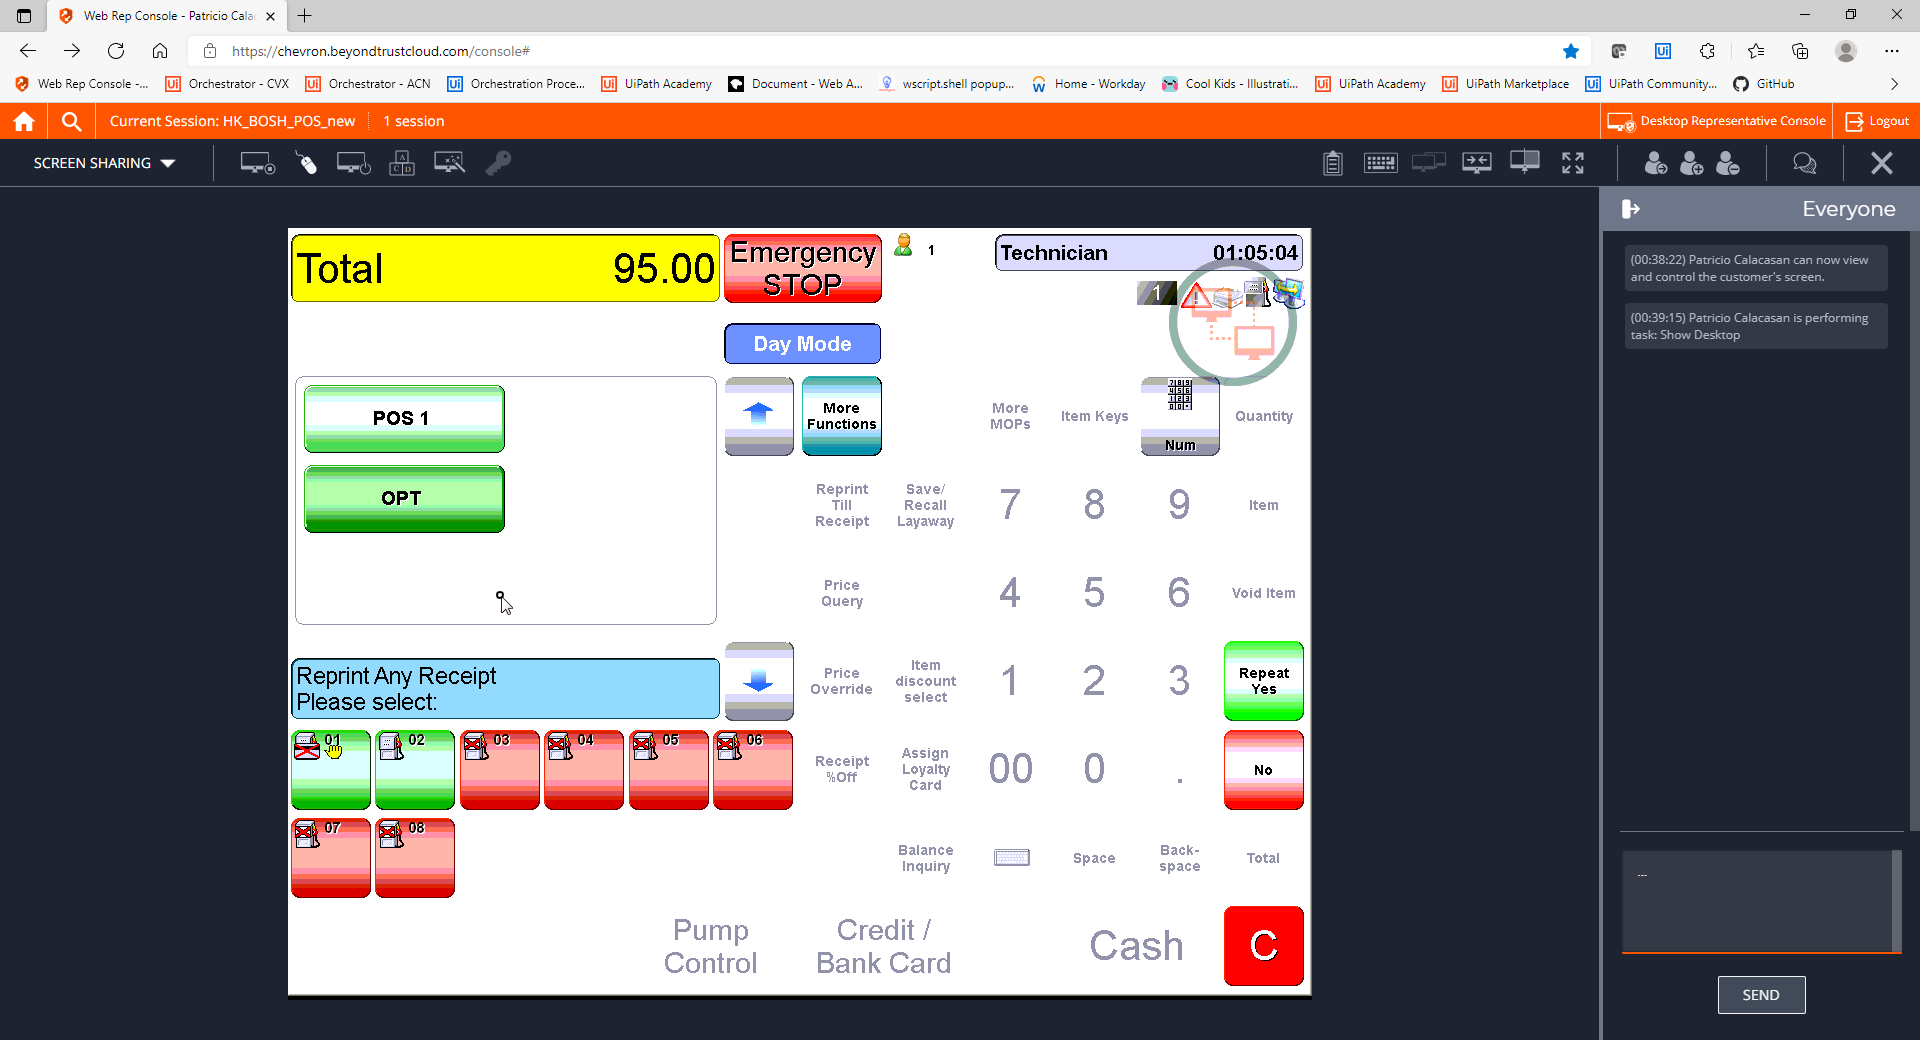 Web Rep Console - Patricio Cala
https://chevron.beyondtrustcloud.com/console#
Web Rep Console -...
Orchestrator - CVX
Orchestrator - ACN
Orchestration Proce...
UiPath Academy
Document - Web A...
wscript.shell popup...
Home - Workday
Cool Kids - Illustrati...
UiPath Academy
UiPath Marketplace
UiPath Community...
GitHub
Current Session: HK_BOSH_POS_new
1 session
Desktop Representative Console
Logout
SCREEN SHARING
Everyone
(00:38:22) Patricio Calacasan can now view
and control the customer's screen.
(00:39:15) Patricio Calacasan is performing
task: Show Desktop
Total 95.00
Emergency
STOP
1
Technician 01:05:04
1
Day Mode
POS 1
OPT
More
Functions
More
MOPs
Item Keys
Num
Quantity
Reprint
Till
Receipt
Save/
Recall
Layaway
7
8
9
Item
Price
Query
4
5
6
Void Item
Reprint Any Receipt
Please select:
Price
Override
Item
discount
select
1
2
3
Repeat
Yes
01
02
03
04
05
06
Receipt
%Off
Assign
Loyalty
Card
00
0
.
No
07
08
Balance
Inquiry
Space
Back-
space
Total
Pump
Control
Credit /
Bank Card
Cash
C
...
SEND